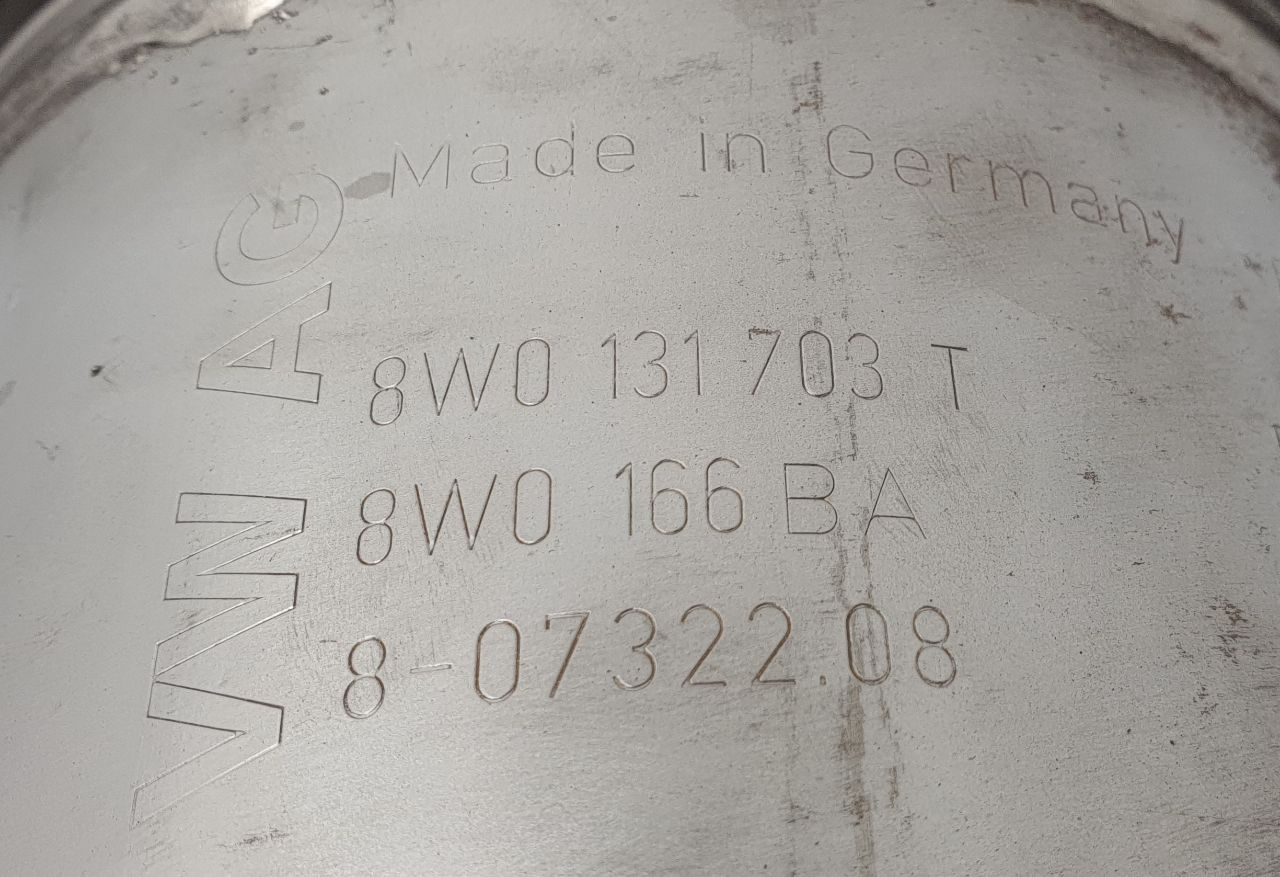 Made in Germany
VW AG
8W0 131 703 T
8W0 166 BA
8-07322.08